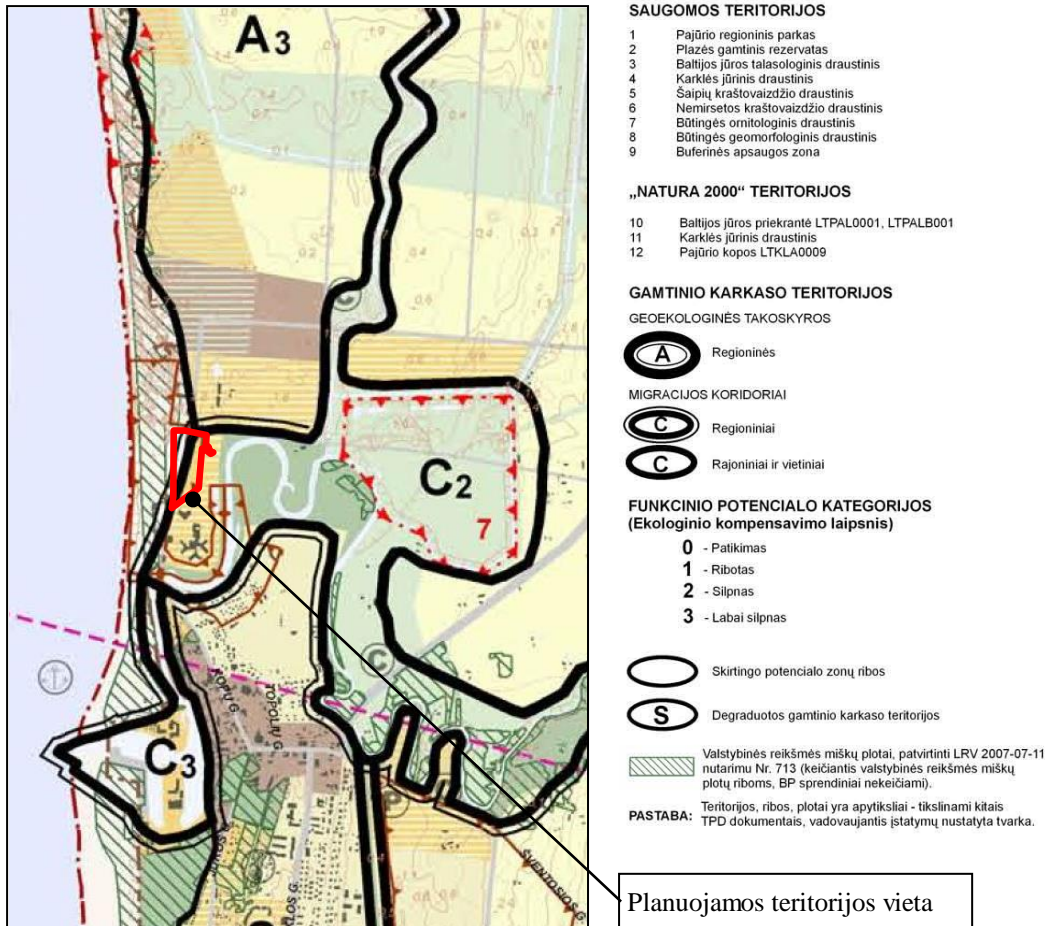 A3
C
C2
7
C
C3
KOPŲ G.
TOPOLIŲ G.
ŠVENTOSIOS G.
SAUGOMOS TERITORIJOS
1 Pajūrio regioninis parkas
2 Plazės gamtinis rezervatas
3 Baltijos jūros talasologinis draustinis
4 Karklės jūrinis draustinis
5 Šaipių kraštovaizdžio draustinis
6 Nemirsetos kraštovaizdžio draustinis
7 Būtingės ornitologinis draustinis
8 Būtingės geomorfologinis draustinis
9 Buferinės apsaugos zona
„NATURA 2000“ TERITORIJOS
10 Baltijos jūros priekrantė LTPAL0001, LTPALB001
11 Karklės jūrinis draustinis
12 Pajūrio kopos LTKLA0009
GAMTINIO KARKASO TERITORIJOS
GEOEKOLOGINĖS TAKOSKYROS
A Regioninės
MIGRACIJOS KORIDORIAI
C Regioniniai
C Rajoniniai ir vietiniai
FUNKCINIO POTENCIALO KATEGORIJOS
(Ekologinio kompensavimo laipsnis)
0 - Patikimas
1 - Ribotas
2 - Silpnas
3 - Labai silpnas
Skirtingo potencialo zonų ribos
S Degraduotos gamtinio karkaso teritorijos
Valstybinės reikšmės miškų plotai, patvirtinti LRV 2007-07-11
nutarimu Nr. 713 (keičiantis valstybinės reikšmės miškų
plotų riboms, BP sprendiniai nekeičiami).
PASTABA: Teritorijos, ribos, plotai yra apytiksliai - tikslinami kitais
TPD dokumentais, vadovaujantis įstatymų nustatyta tvarka.
Planuojamos teritorijos vieta